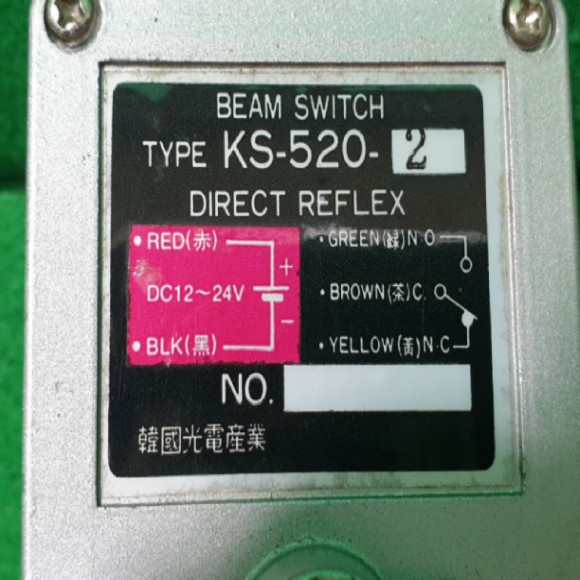 BEAM SWITCH
TYPE KS-520-2
DIRECT REFLEX
• RED(赤)
+
DC12～24V
−
• BLK(黑)
• GREEN(緑)N·O
• BROWN(茶)C.
• YELLOW(黃)N·C
NO.
韓國光電産業